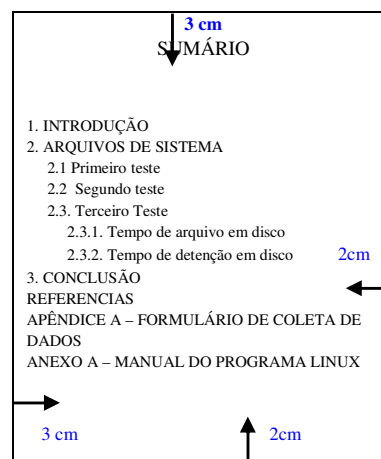 3 cm
SUMÁRIO
1. INTRODUÇÃO
2. ARQUIVOS DE SISTEMA
2.1 Primeiro teste
2.2 Segundo teste
2.3. Terceiro Teste
2.3.1. Tempo de arquivo em disco
2.3.2. Tempo de detenção em disco
2cm
3. CONCLUSÃO
REFERENCIAS
APÊNDICE A – FORMULÁRIO DE COLETA DE
DADOS
ANEXO A – MANUAL DO PROGRAMA LINUX
3 cm
2cm